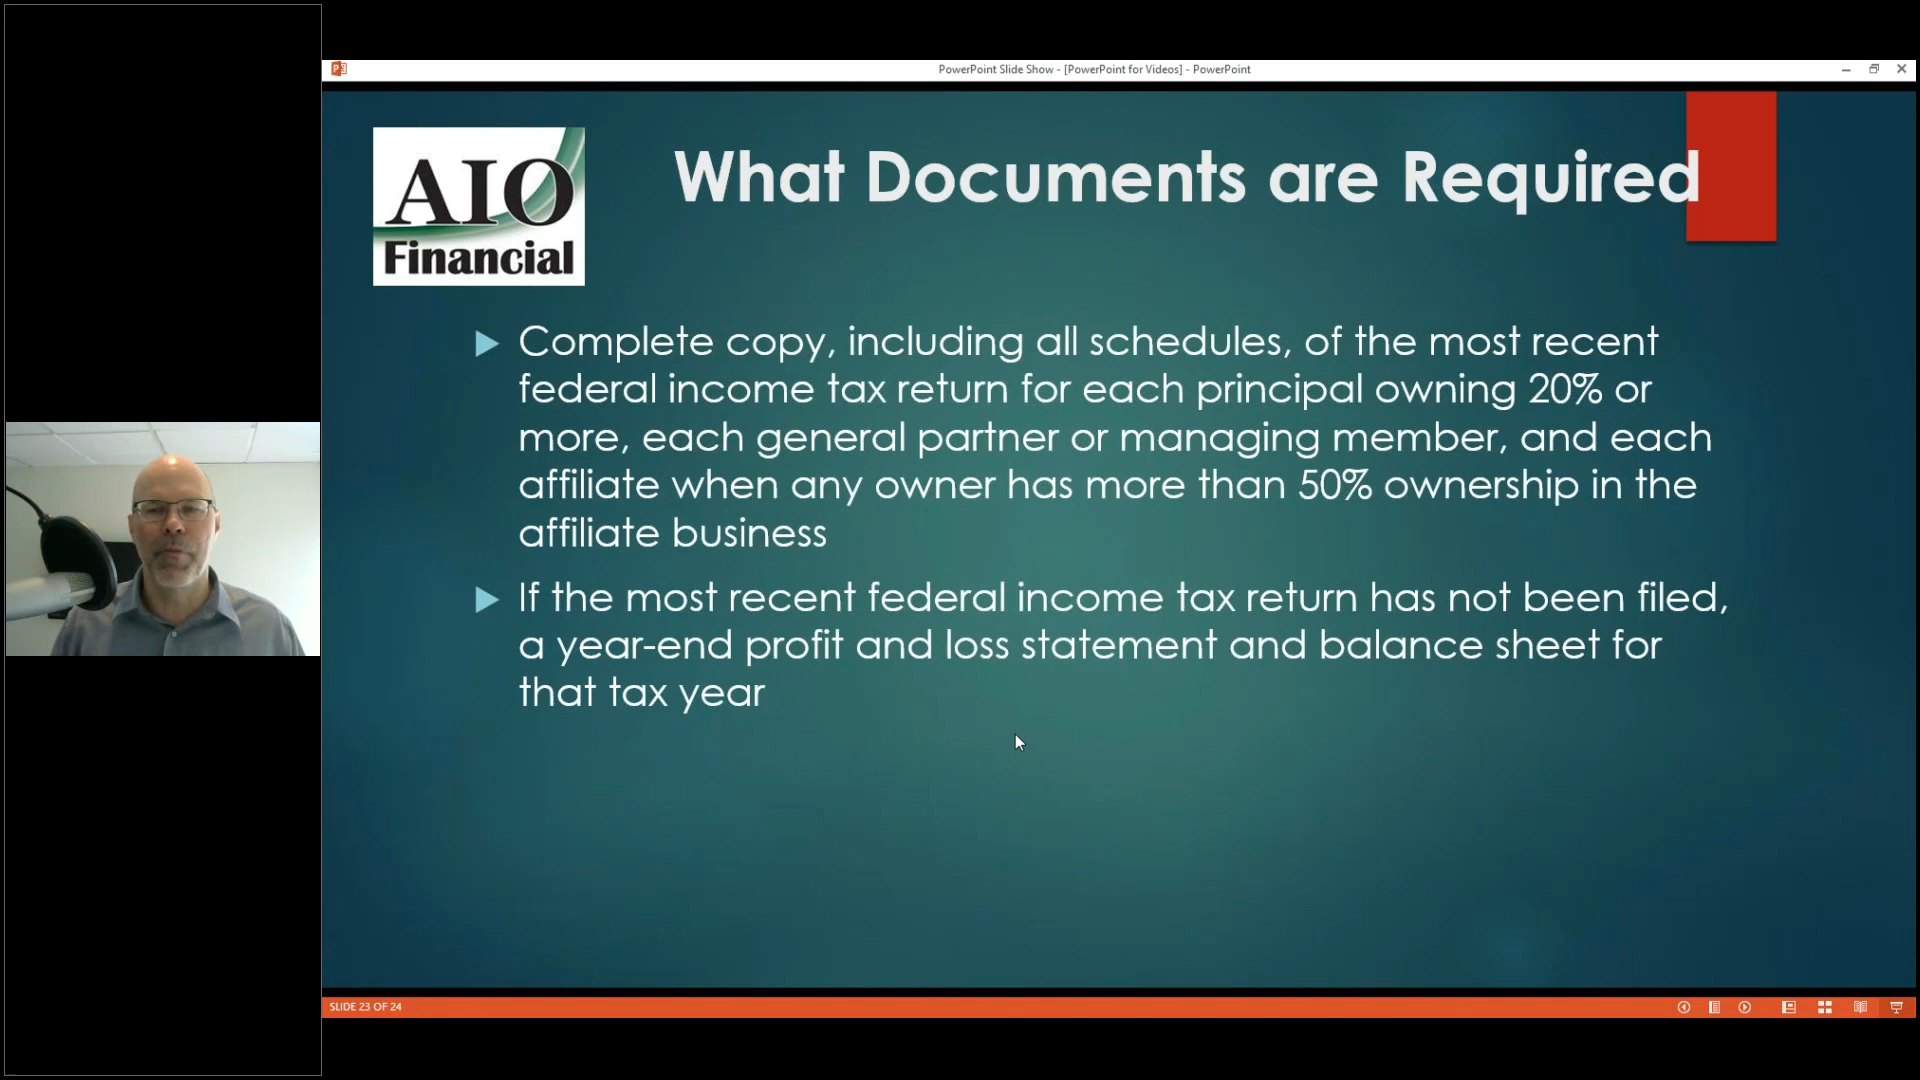 PowerPoint Slide Show - [PowerPoint for Videos] - PowerPoint
AIO
Financial
What Documents are Required
Complete copy, including all schedules, of the most recent
federal income tax return for each principal owning 20% or
more, each general partner or managing member, and each
affiliate when any owner has more than 50% ownership in the
affiliate business
If the most recent federal income tax return has not been filed,
a year-end profit and loss statement and balance sheet for
that tax year
SLIDE 23 OF 24